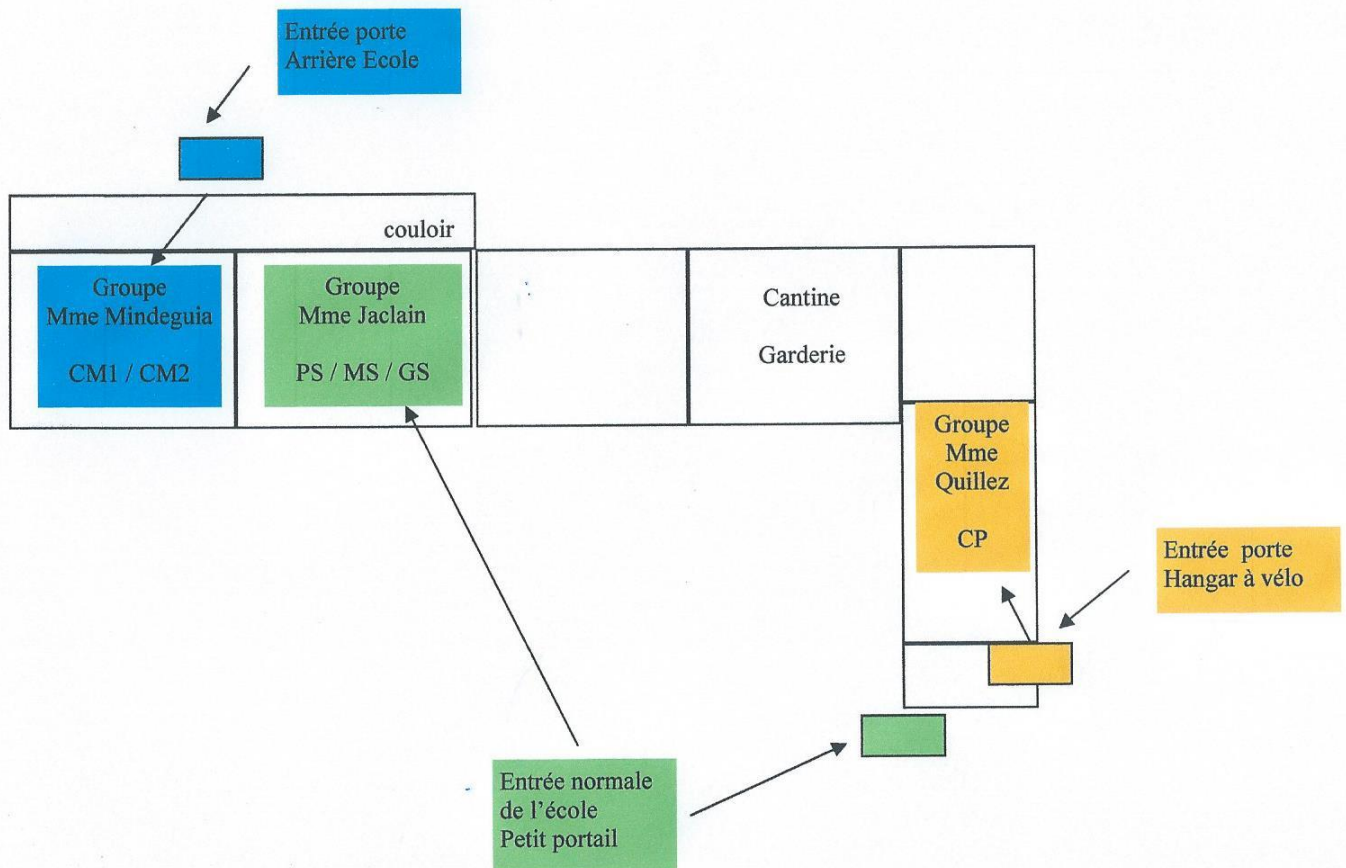 Entrée porte
Arrière Ecole
couloir
Groupe
Mme Mindeguia
CM1 / CM2
Groupe
Mme Jaclain
PS / MS / GS
Cantine
Garderie
Groupe
Mme
Quillez
CP
Entrée porte
Hangar à vélo
Entrée normale
de l'école
Petit portail